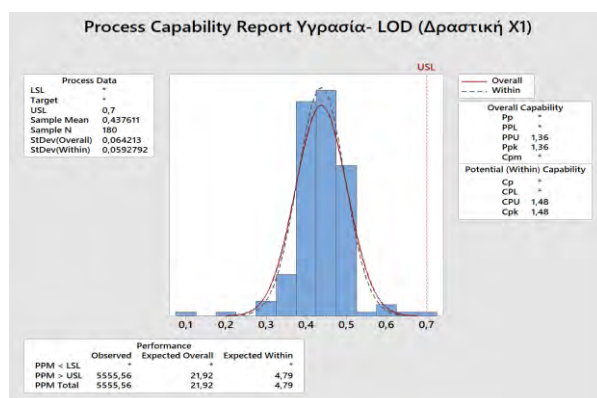 Process Capability Report Υγρασία- LOD (Δραστική X1)
USL
Process Data
LSL *
Target *
USL 0,7
Sample Mean 0,437611
Sample N 180
StDev(Overall) 0,064213
StDev(Within) 0,0592792
Overall
Within
Overall Capability
Pp *
PPL *
PPU 1,36
Ppk 1,36
Cpm *
Potential (Within) Capability
Cp *
CPL *
CPU 1,48
Cpk 1,48
0,1 0,2 0,3 0,4 0,5 0,6 0,7
Performance
Observed Expected Overall Expected Within
PPM < LSL * * *
PPM > USL 5555,56 21,92 4,79
PPM Total 5555,56 21,92 4,79